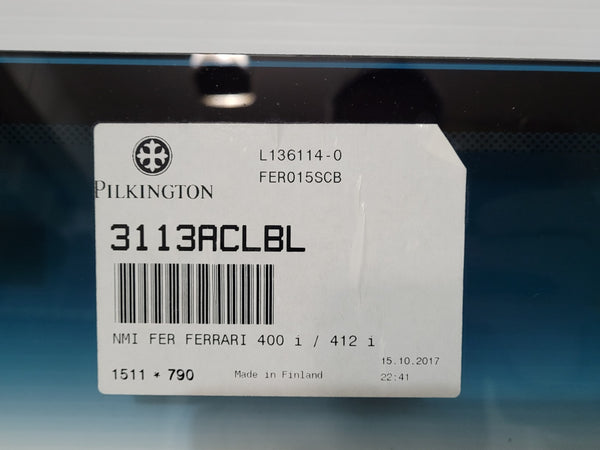 L136114-0
FER015SCB
PILKINGTON
3113ACLBL
NMI FER FERRARI 400 i / 412 i
15.10.2017
1511 * 790 Made in Finland 22:41